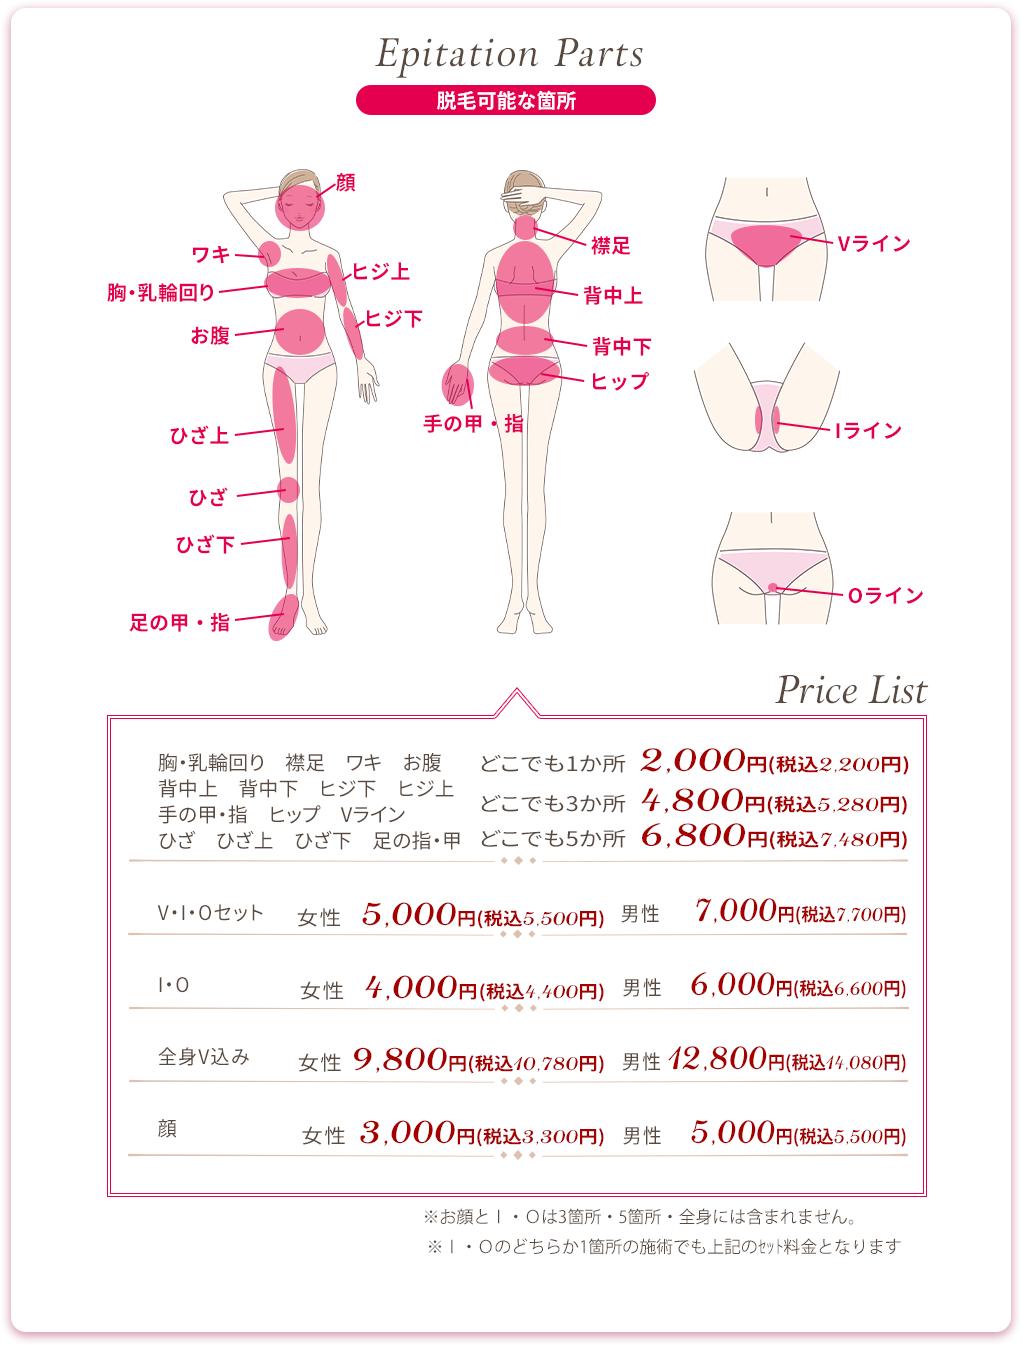 Epitation Parts
脱毛可能な箇所
顔
ワキ
胸・乳輪回り
お腹
ヒジ上
ヒジ下
ひざ上
ひざ
ひざ下
足の甲・指
襟足
背中上
背中下
ヒップ
手の甲・指
Vライン
Iライン
Oライン
Price List
胸・乳輪回り　襟足　ワキ　お腹
背中上　背中下　ヒジ下　ヒジ上
手の甲・指　ヒップ　Vライン
ひざ　ひざ上　ひざ下　足の指・甲
どこでも1か所 2,000円(税込2,200円)
どこでも3か所 4,800円(税込5,280円)
どこでも5か所 6,800円(税込7,480円)
V・I・Oセット　女性 5,000円(税込5,500円) 男性 7,000円(税込7,700円)
I・O　女性 4,000円(税込4,400円) 男性 6,000円(税込6,600円)
全身V込み　女性 9,800円(税込10,780円) 男性 12,800円(税込14,080円)
顔　女性 3,000円(税込3,300円) 男性 5,000円(税込5,500円)
※お顔とＩ・Ｏは3箇所・5箇所・全身には含まれません。
※Ｉ・Ｏのどちらか1箇所の施術でも上記のｾｯﾄ料金となります